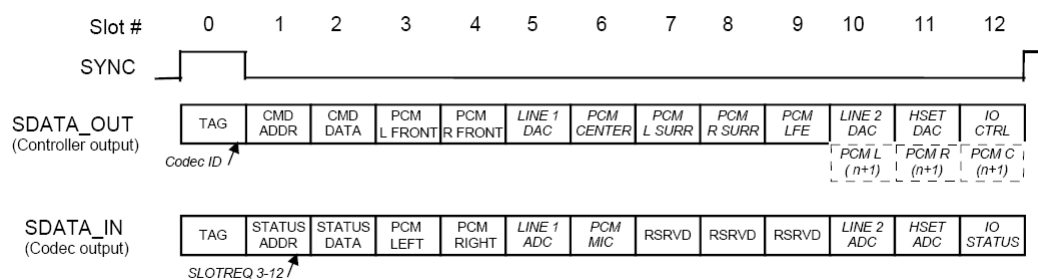 Slot # 0 1 2 3 4 5 6 7 8 9 10 11 12
SYNC
SDATA_OUT
(Controller output)
TAG
CMD ADDR
CMD DATA
PCM L FRONT
PCM R FRONT
LINE 1 DAC
PCM CENTER
PCM L SURR
PCM R SURR
PCM LFE
LINE 2 DAC
HSET DAC
IO CTRL
Codec ID
PCM L (n+1)
PCM R (n+1)
PCM C (n+1)
SDATA_IN
(Codec output)
TAG
STATUS ADDR
STATUS DATA
PCM LEFT
PCM RIGHT
LINE 1 ADC
PCM MIC
RSRVD
RSRVD
RSRVD
LINE 2 ADC
HSET ADC
IO STATUS
SLOTREQ 3-12